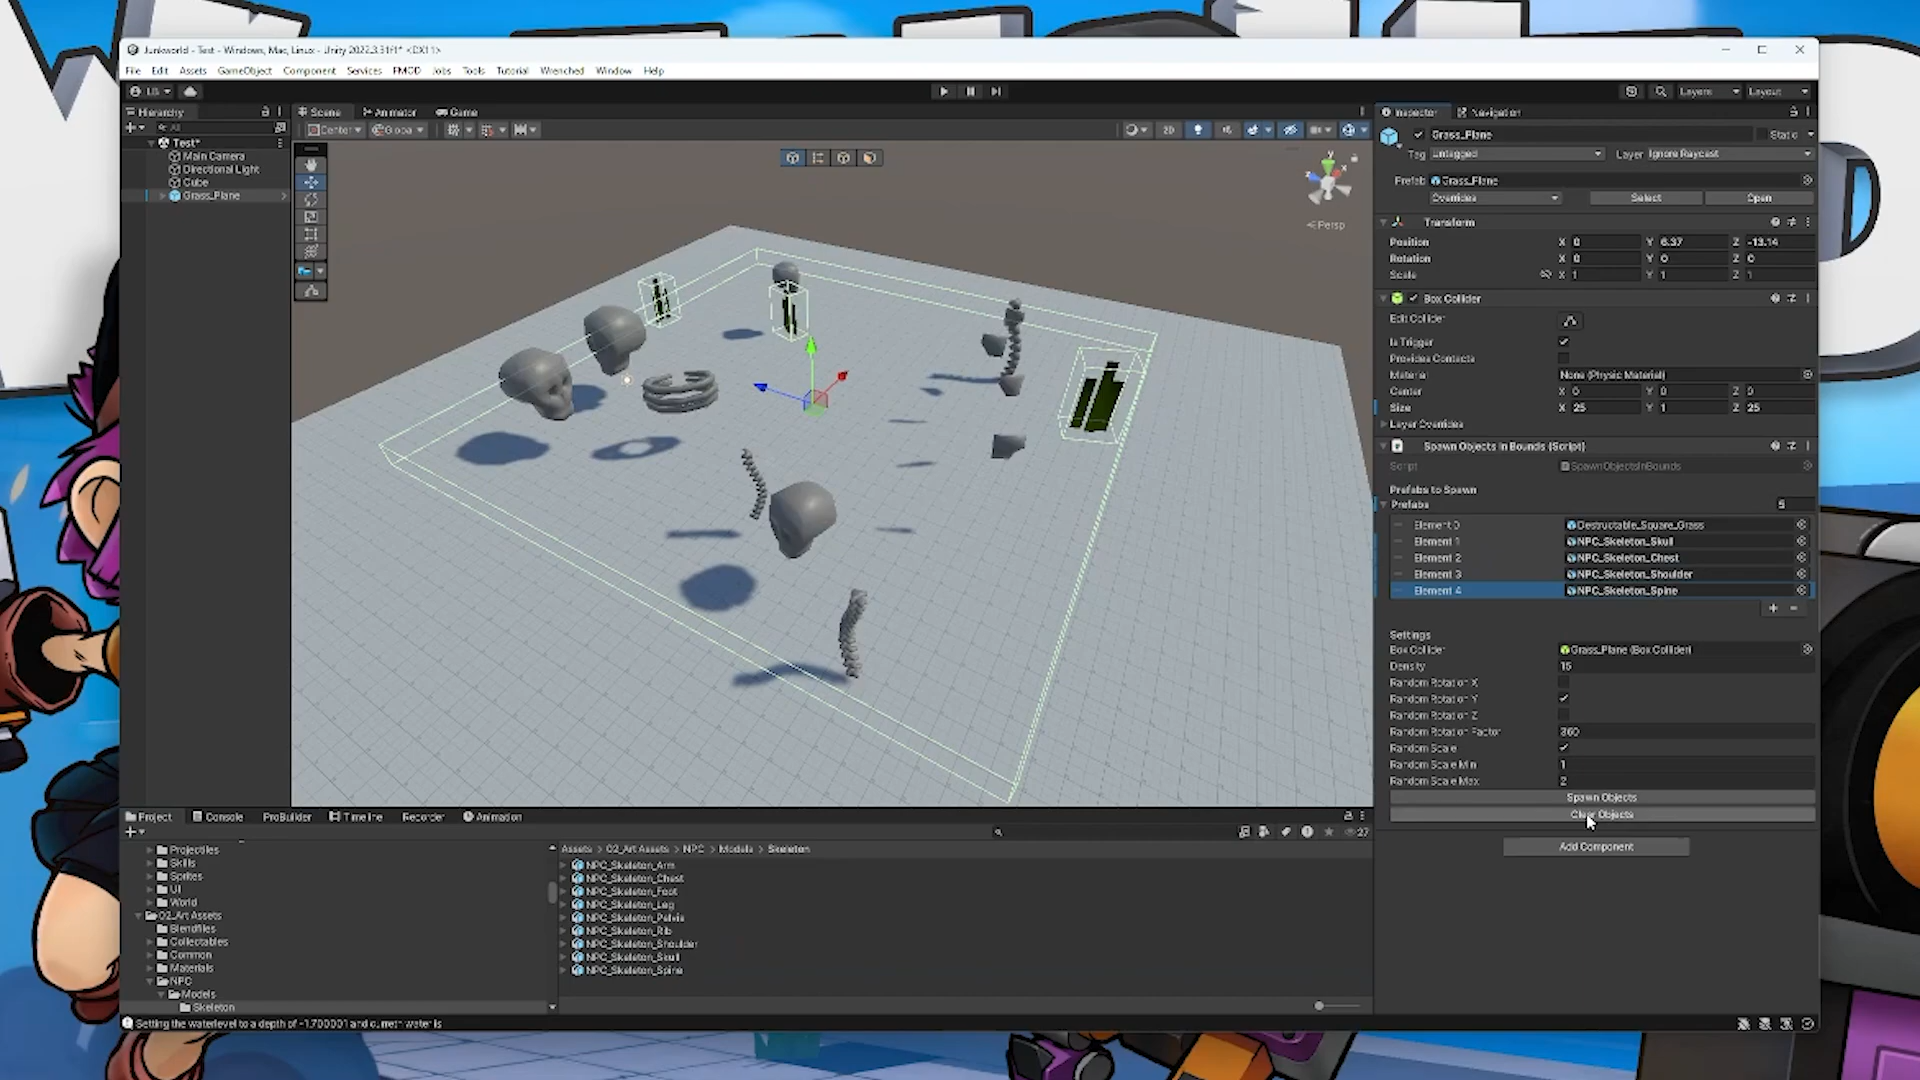 Junkworld - Test - Windows, Mac, Linux - Unity 2022.3.31f1* <DX11>
File Edit Assets GameObject Component Services FMOD Jobs Tools Tutorial Wrenched Window Help
LB Layers Layout
Hierarchy
All
Test*
Main Camera
Directional Light
Cube
Grass_Plane
Scene Animator Game
Center Global
2D
y
x
z
Persp
Inspector Navigation
Grass_Plane Static
Tag Untagged Layer Ignore Raycast
Prefab Grass_Plane
Overrides Select Open
Transform
Position X 0 Y 6.37 Z -13.14
Rotation X 0 Y 0 Z 0
Scale X 1 Y 1 Z 1
Box Collider
Edit Collider
Is Trigger
Provides Contacts
Material None (Physic Material)
Center X 0 Y 0 Z 0
Size X 25 Y 1 Z 25
Layer Overrides
Spawn Objects In Bounds (Script)
Script SpawnObjectsInBounds
Prefabs to Spawn
Prefabs 5
Element 0 Destructable_Square_Grass
Element 1 NPC_Skeleton_Skull
Element 2 NPC_Skeleton_Chest
Element 3 NPC_Skeleton_Shoulder
Element 4 NPC_Skeleton_Spine
Settings
Box Collider Grass_Plane (Box Collider)
Density 15
Random Rotation X
Random Rotation Y
Random Rotation Z
Random Rotation Factor 360
Random Scale
Random Scale Min 1
Random Scale Max 2
Spawn Objects
Clear Objects
Add Component
Project Console ProBuilder Timeline Recorder Animation
27
Projectiles
Skills
Sprites
UI
World
02_Art Assets
Blendfiles
Collectables
Common
Materials
NPC
Models
Skeleton
Assets > 02_Art Assets > NPC > Models > Skeleton
NPC_Skeleton_Arm
NPC_Skeleton_Chest
NPC_Skeleton_Foot
NPC_Skeleton_Leg
NPC_Skeleton_Pelvis
NPC_Skeleton_Rib
NPC_Skeleton_Shoulder
NPC_Skeleton_Skull
NPC_Skeleton_Spine
Setting the waterlevel to a depth of -1.700001 and curretn water is